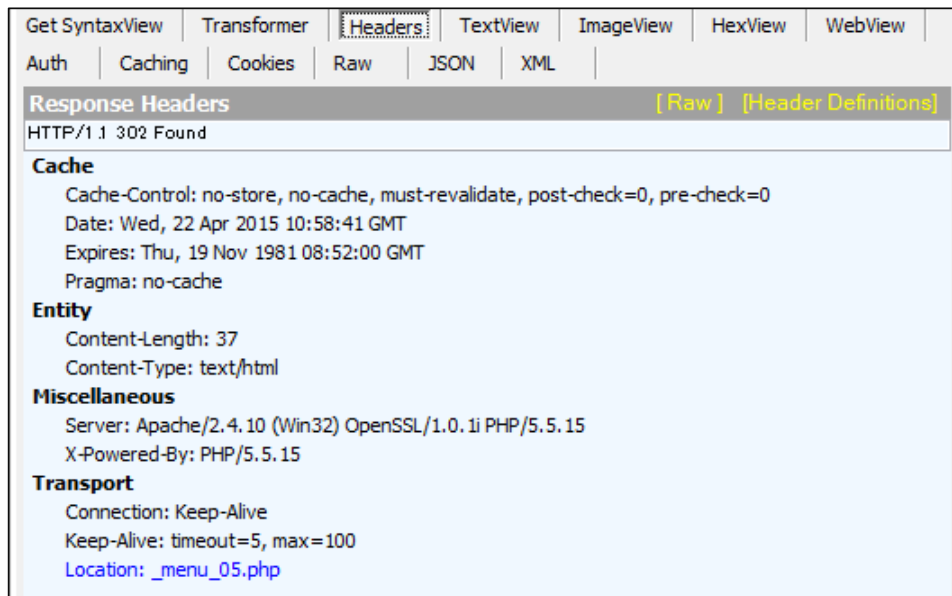 Get SyntaxView Transformer Headers TextView ImageView HexView WebView
Auth Caching Cookies Raw JSON XML
Response Headers [ Raw ] [Header Definitions]
HTTP/1.1 302 Found
Cache
Cache-Control: no-store, no-cache, must-revalidate, post-check=0, pre-check=0
Date: Wed, 22 Apr 2015 10:58:41 GMT
Expires: Thu, 19 Nov 1981 08:52:00 GMT
Pragma: no-cache
Entity
Content-Length: 37
Content-Type: text/html
Miscellaneous
Server: Apache/2.4.10 (Win32) OpenSSL/1.0.1i PHP/5.5.15
X-Powered-By: PHP/5.5.15
Transport
Connection: Keep-Alive
Keep-Alive: timeout=5, max=100
Location: _menu_05.php